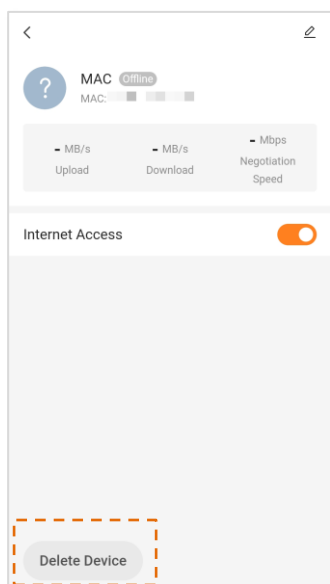 ?
MAC Offline
MAC:
- MB/s
Upload
- MB/s
Download
- Mbps
Negotiation
Speed
Internet Access
Delete Device